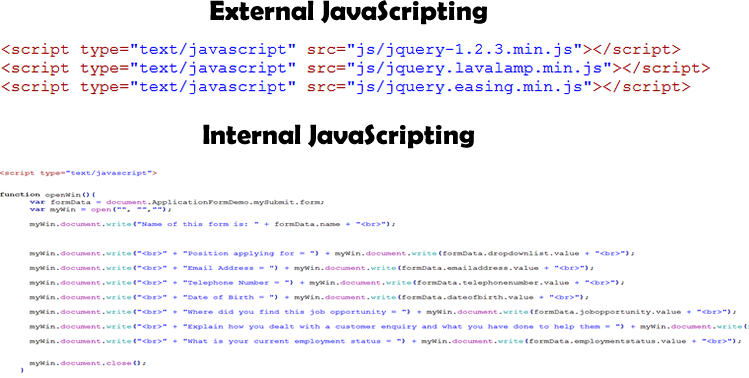 External JavaScripting
<script type="text/javascript" src="js/jquery-1.2.3.min.js"></script>
<script type="text/javascript" src="js/jquery.lavalamp.min.js"></script>
<script type="text/javascript" src="js/jquery.easing.min.js"></script>
Internal JavaScripting
<script type="text/javascript">
function openWin(){
var formData = document.ApplicationFormDemo.mySubmit.form;
var myWin = open("", "","");
myWin.document.write("Name of this form is: " + formData.name + "<br>");
myWin.document.write("<br>" + "Position applying for = ") + myWin.document.write(formData.dropdownlist.value + "<br>");
myWin.document.write("<br>" + "Email Address = ") + myWin.document.write(formData.emailaddress.value + "<br>");
myWin.document.write("<br>" + "Telephone Number = ") + myWin.document.write(formData.telephonenumber.value + "<br>");
myWin.document.write("<br>" + "Date of Birth = ") + myWin.document.write(formData.dateofbirth.value + "<br>");
myWin.document.write("<br>" + "Where did you find this job opportunity = ") + myWin.document.write(formData.jobopportunity.value + "<br>");
myWin.document.write("<br>" + "Explain how you dealt with a customer enquiry and what you have done to help them = ") + myWin.document.write(
myWin.document.write("<br>" + "What is your current employment status = ") + myWin.document.write(formData.employmentstatus.value + "<br>");
myWin.document.close();
}